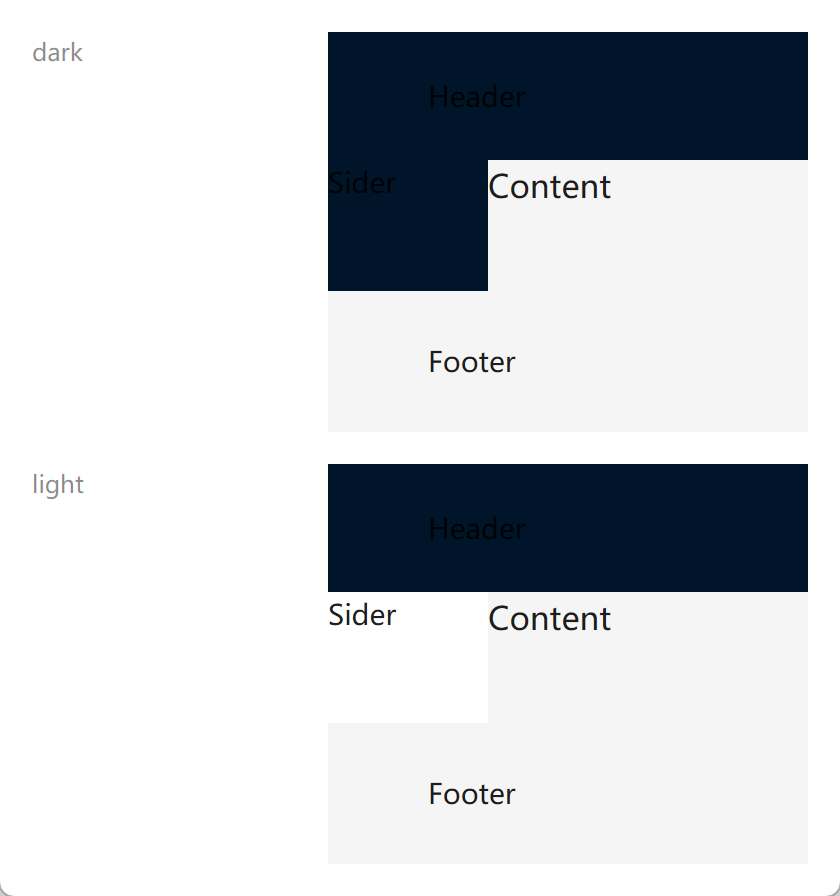 dark
Header
Sider
Content
Footer
light
Header
Sider
Content
Footer